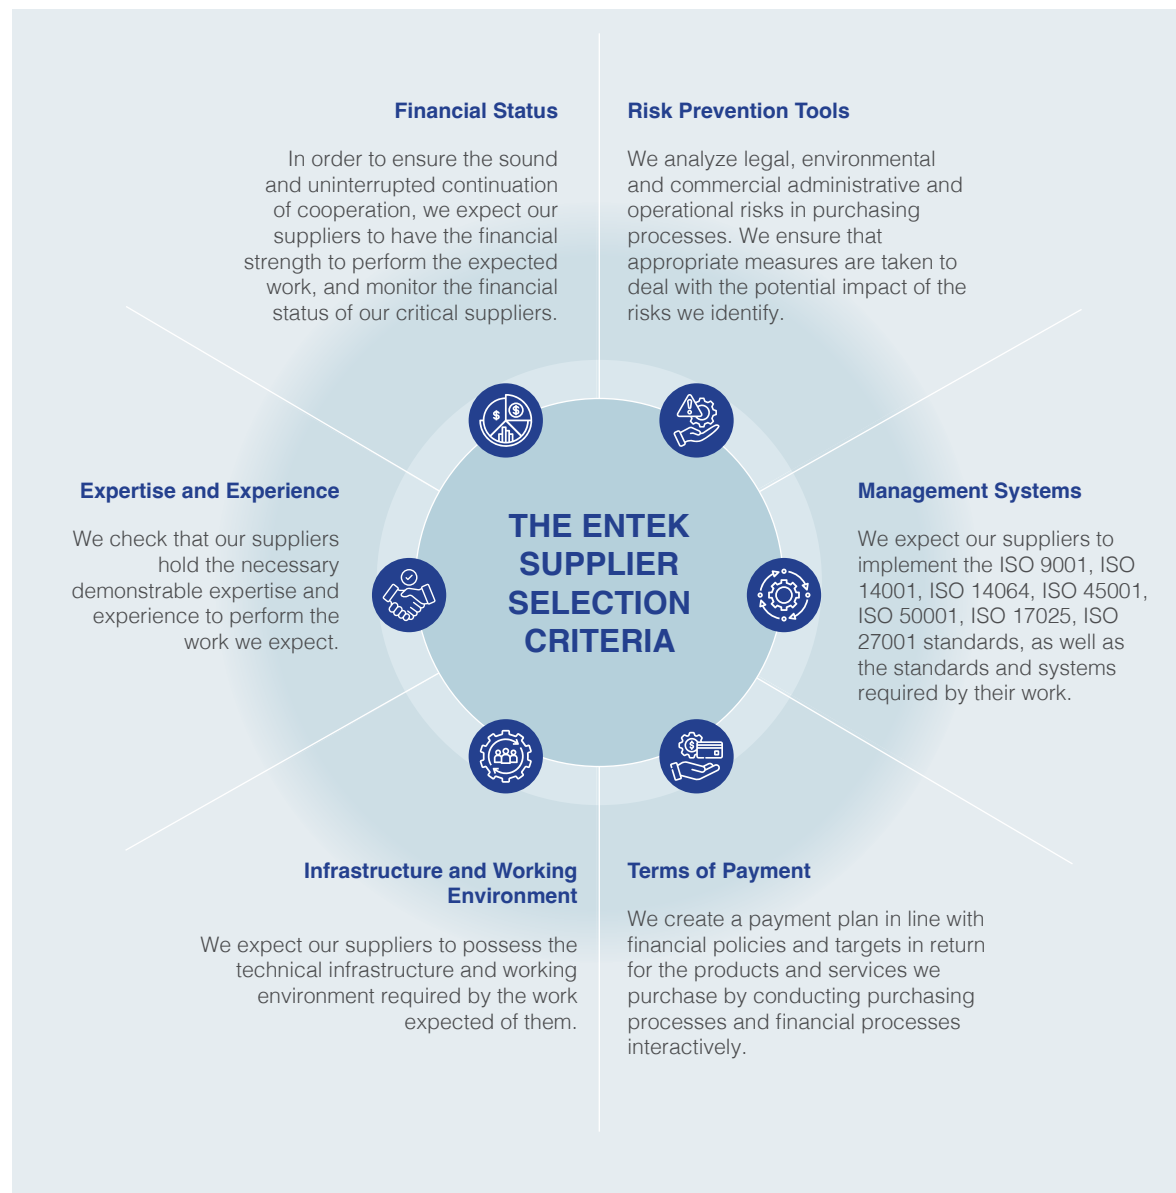 Financial Status
In order to ensure the sound
and uninterrupted continuation
of cooperation, we expect our
suppliers to have the financial
strength to perform the expected
work, and monitor the financial
status of our critical suppliers.
Risk Prevention Tools
We analyze legal, environmental
and commercial administrative and
operational risks in purchasing
processes. We ensure that
appropriate measures are taken to
deal with the potential impact of the
risks we identify.
Expertise and Experience
We check that our suppliers
hold the necessary
demonstrable expertise and
experience to perform the
work we expect.
THE ENTEK
SUPPLIER
SELECTION
CRITERIA
Management Systems
We expect our suppliers to
implement the ISO 9001, ISO
14001, ISO 14064, ISO 45001,
ISO 50001, ISO 17025, ISO
27001 standards, as well as
the standards and systems
required by their work.
Infrastructure and Working
Environment
We expect our suppliers to possess the
technical infrastructure and working
environment required by the work
expected of them.
Terms of Payment
We create a payment plan in line with
financial policies and targets in return
for the products and services we
purchase by conducting purchasing
processes and financial processes
interactively.